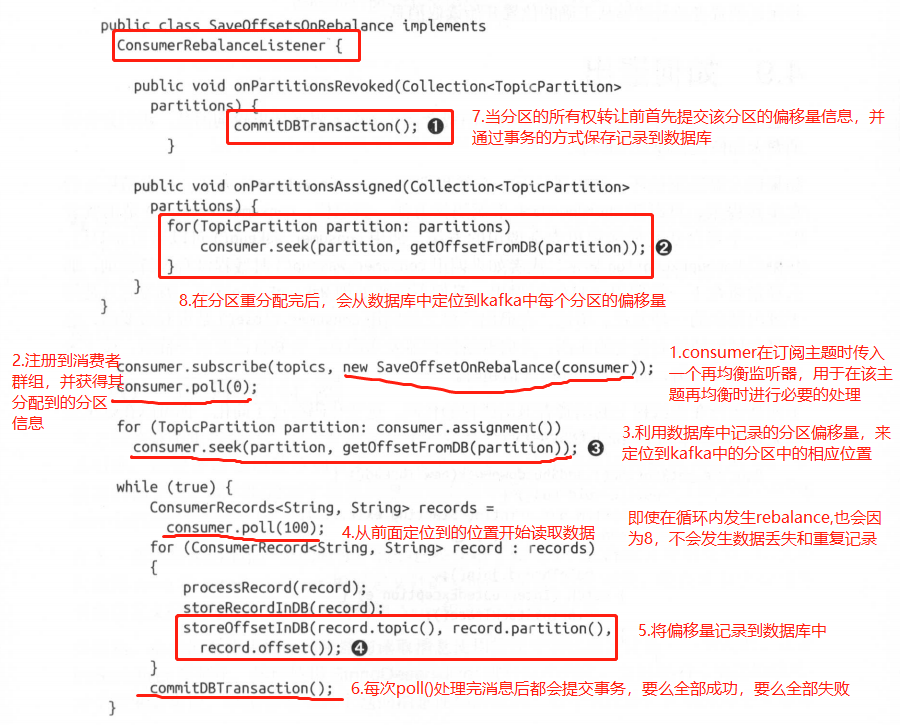 public class SaveOffsetsOnRebalance implements
ConsumerRebalanceListener {
public void onPartitionsRevoked(Collection<TopicPartition>
partitions) {
commitDBTransaction(); ❶
}
7.当分区的所有权转让前首先提交该分区的偏移量信息，并
通过事务的方式保存记录到数据库
public void onPartitionsAssigned(Collection<TopicPartition>
partitions) {
for(TopicPartition partition: partitions)
consumer.seek(partition, getOffsetFromDB(partition)); ❷
}
}
}
8.在分区重分配完后，会从数据库中定位到kafka中每个分区的偏移量
2.注册到消费者
群组，并获得其
分配到的分区
信息
consumer.subscribe(topics, new SaveOffsetOnRebalance(consumer));
consumer.poll(0);
1.consumer在订阅主题时传入
一个再均衡监听器，用于在该主
题再均衡时进行必要的处理
for (TopicPartition partition: consumer.assignment())
consumer.seek(partition, getOffsetFromDB(partition)); ❸
3.利用数据库中记录的分区偏移量，来
定位到kafka中的分区中的相应位置
while (true) {
ConsumerRecords<String, String> records =
consumer.poll(100);
4.从前面定位到的位置开始读取数据
即使在循环内发生rebalance,也会因
为8，不会发生数据丢失和重复记录
for (ConsumerRecord<String, String> record : records)
{
processRecord(record);
storeRecordInDB(record);
storeOffsetInDB(record.topic(), record.partition(),
record.offset()); ❹
5.将偏移量记录到数据库中
}
commitDBTransaction();
6.每次poll()处理完消息后都会提交事务，要么全部成功，要么全部失败
}